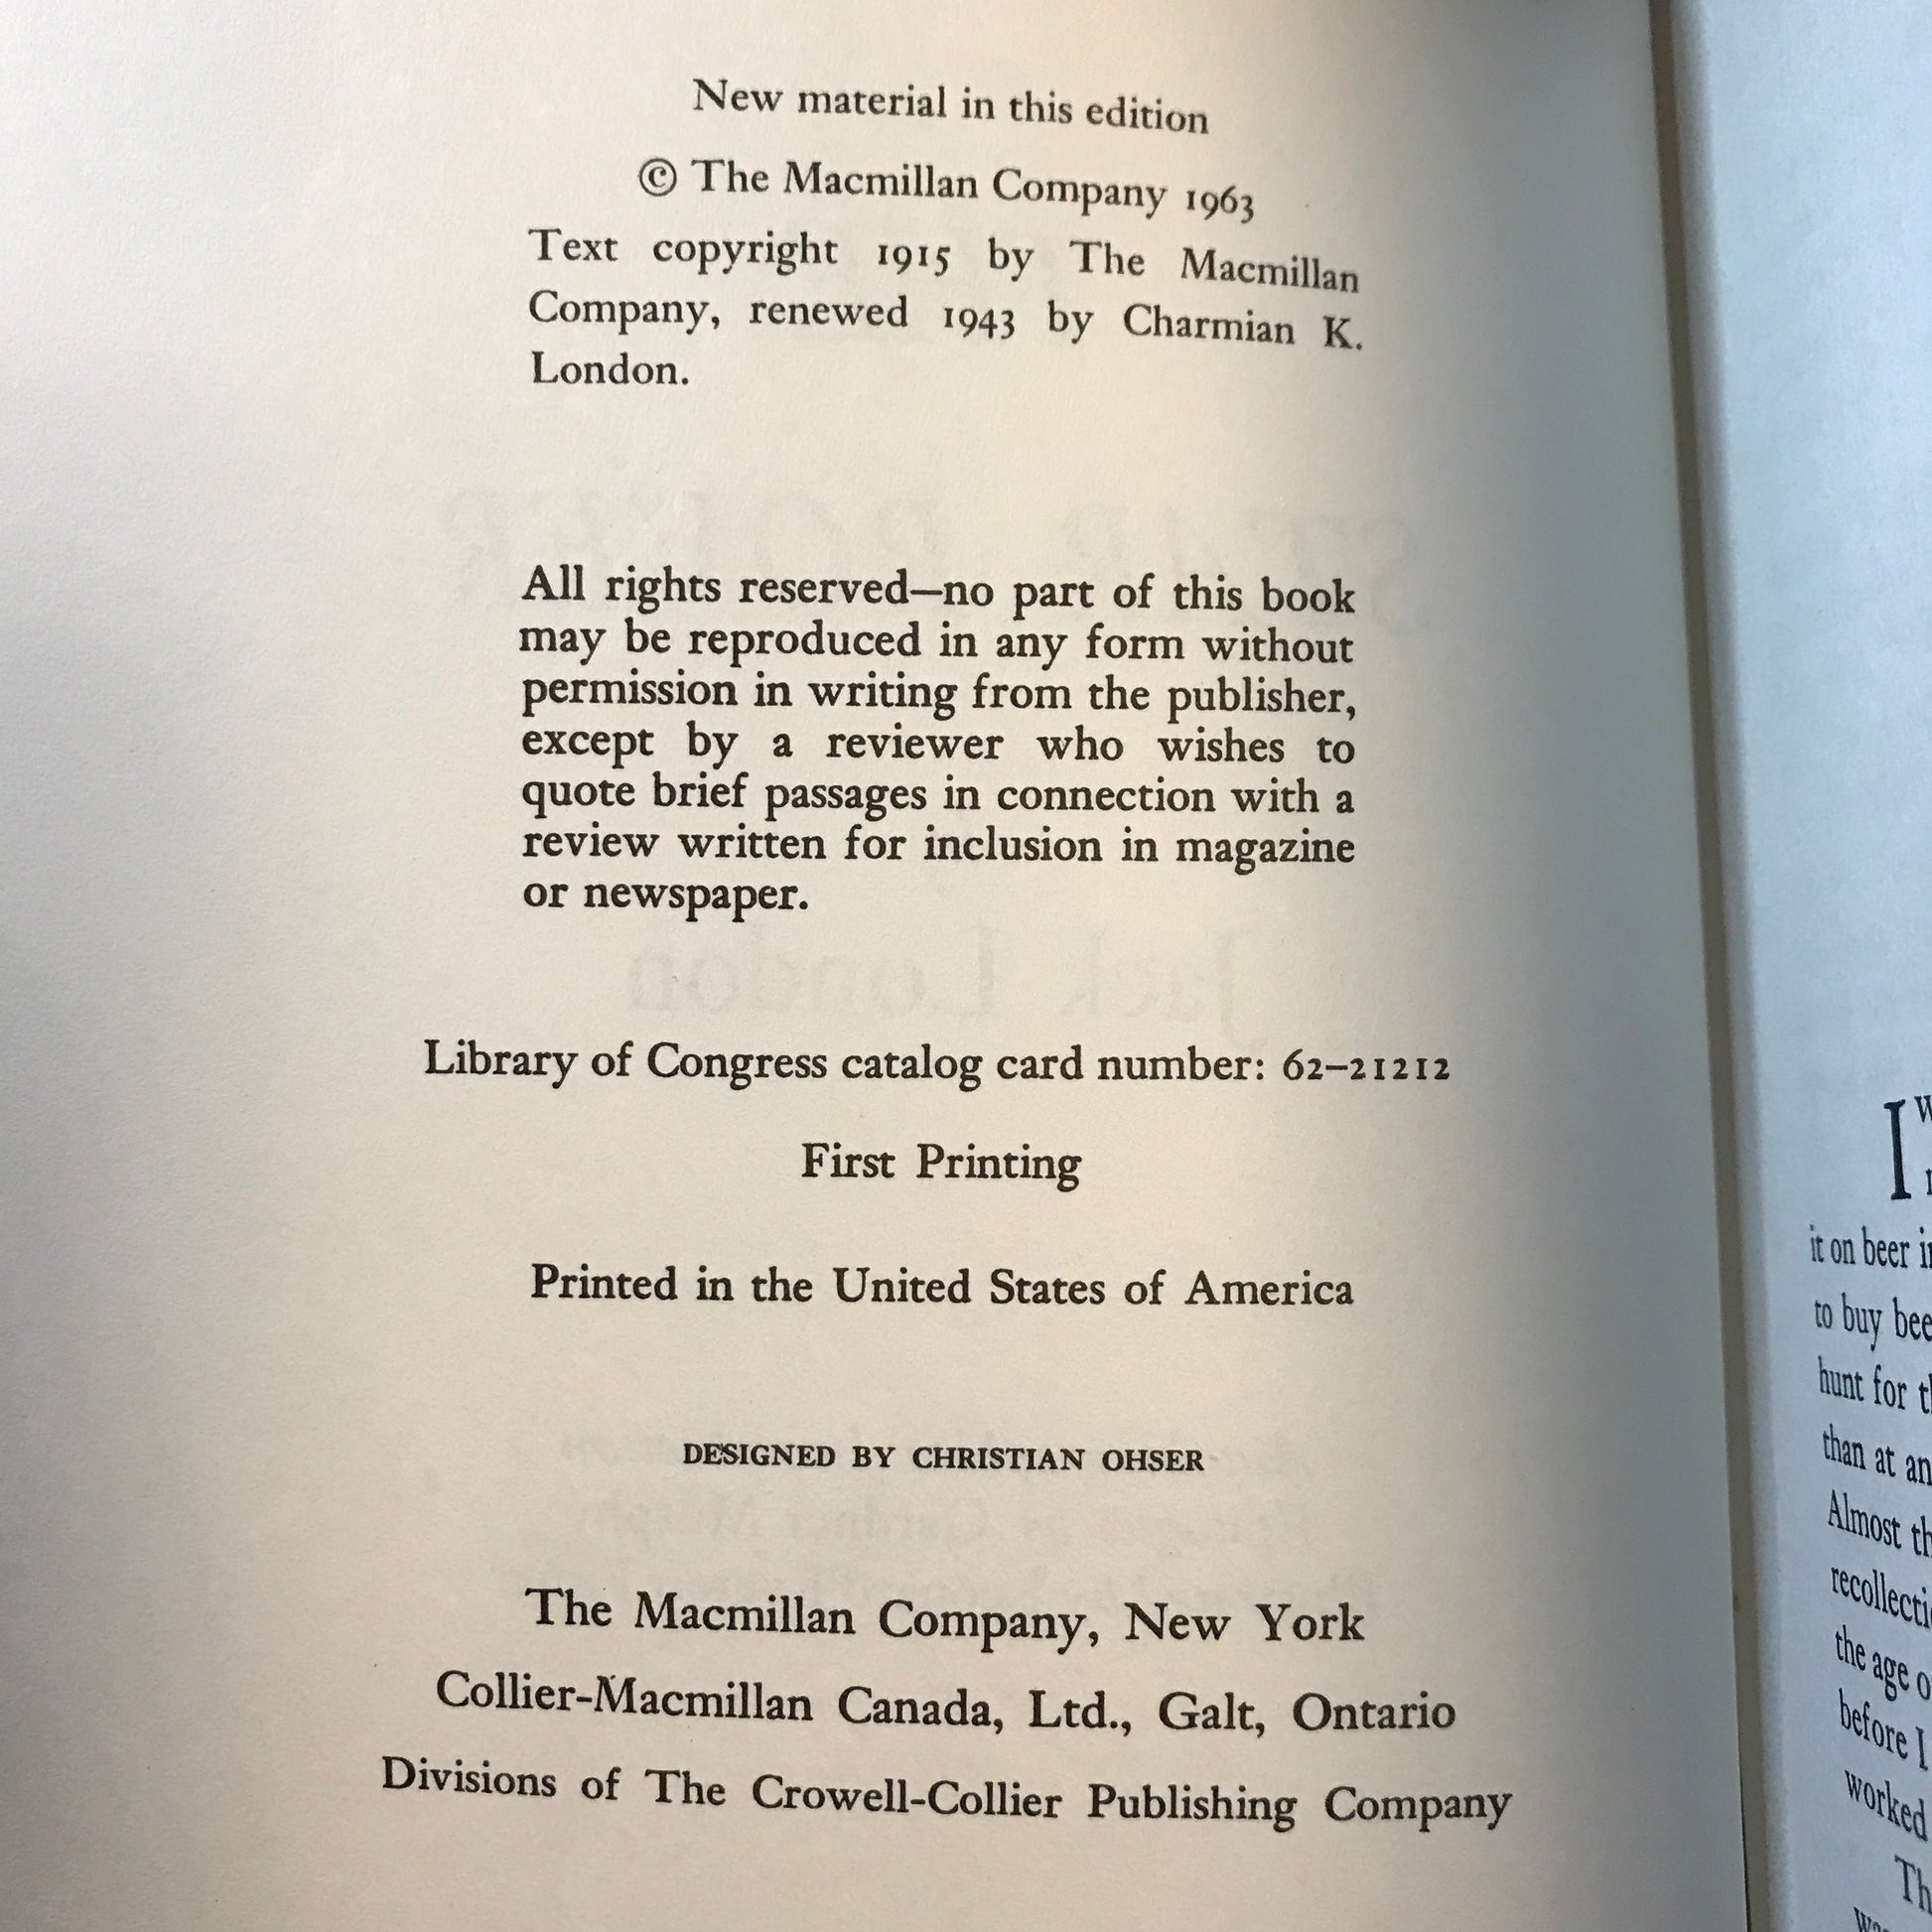 New material in this edition
© The Macmillan Company 1963
Text copyright 1915 by The Macmillan
Company, renewed 1943 by Charmian K.
London.
All rights reserved—no part of this book
may be reproduced in any form without
permission in writing from the publisher,
except by a reviewer who wishes to
quote brief passages in connection with a
review written for inclusion in magazine
or newspaper.
Library of Congress catalog card number: 62–21212
First Printing
Printed in the United States of America
DESIGNED BY CHRISTIAN OHSER
The Macmillan Company, New York
Collier-Macmillan Canada, Ltd., Galt, Ontario
Divisions of The Crowell-Collier Publishing Company
I
it on beer
to buy
hunt for
than at
Almost
the age
before I
worked